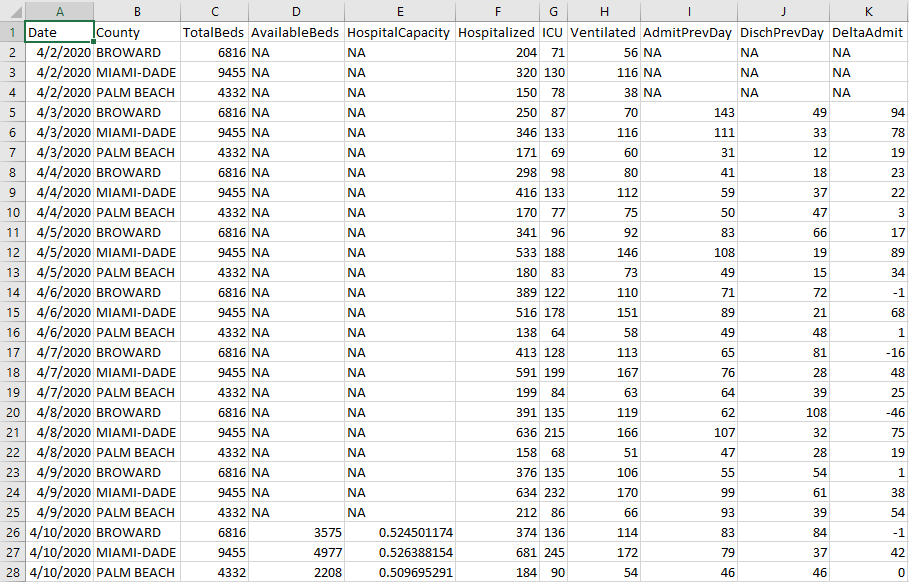 A B C D E F G H I J K
1 Date County TotalBeds AvailableBeds HospitalCapacity Hospitalized ICU Ventilated AdmitPrevDay DischPrevDay DeltaAdmit
2 4/2/2020 BROWARD 6816 NA NA 204 71 56 NA NA NA
3 4/2/2020 MIAMI-DADE 9455 NA NA 320 130 116 NA NA NA
4 4/2/2020 PALM BEACH 4332 NA NA 150 78 38 NA NA NA
5 4/3/2020 BROWARD 6816 NA NA 250 87 70 143 49 94
6 4/3/2020 MIAMI-DADE 9455 NA NA 346 133 116 111 33 78
7 4/3/2020 PALM BEACH 4332 NA NA 171 69 60 31 12 19
8 4/4/2020 BROWARD 6816 NA NA 298 98 80 41 18 23
9 4/4/2020 MIAMI-DADE 9455 NA NA 416 133 112 59 37 22
10 4/4/2020 PALM BEACH 4332 NA NA 170 77 75 50 47 3
11 4/5/2020 BROWARD 6816 NA NA 341 96 92 83 66 17
12 4/5/2020 MIAMI-DADE 9455 NA NA 533 188 146 108 19 89
13 4/5/2020 PALM BEACH 4332 NA NA 180 83 73 49 15 34
14 4/6/2020 BROWARD 6816 NA NA 389 122 110 71 72 -1
15 4/6/2020 MIAMI-DADE 9455 NA NA 516 178 151 89 21 68
16 4/6/2020 PALM BEACH 4332 NA NA 138 64 58 49 48 1
17 4/7/2020 BROWARD 6816 NA NA 413 128 113 65 81 -16
18 4/7/2020 MIAMI-DADE 9455 NA NA 591 199 167 76 28 48
19 4/7/2020 PALM BEACH 4332 NA NA 199 84 63 64 39 25
20 4/8/2020 BROWARD 6816 NA NA 391 135 119 62 108 -46
21 4/8/2020 MIAMI-DADE 9455 NA NA 636 215 166 107 32 75
22 4/8/2020 PALM BEACH 4332 NA NA 158 68 51 47 28 19
23 4/9/2020 BROWARD 6816 NA NA 376 135 106 55 54 1
24 4/9/2020 MIAMI-DADE 9455 NA NA 634 232 170 99 61 38
25 4/9/2020 PALM BEACH 4332 NA NA 212 86 66 93 39 54
26 4/10/2020 BROWARD 6816 3575 0.524501174 374 136 114 83 84 -1
27 4/10/2020 MIAMI-DADE 9455 4977 0.526388154 681 245 172 79 37 42
28 4/10/2020 PALM BEACH 4332 2208 0.509695291 184 90 54 46 46 0